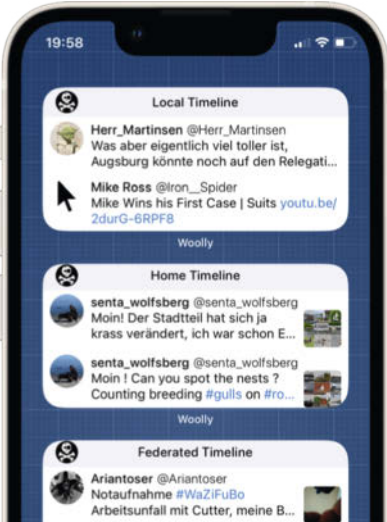 19:58
Local Timeline
Herr_Martinsen @Herr_Martinsen
Was aber eigentlich viel toller ist,
Augsburg könnte noch auf den Relegati...
Mike Ross @Iron__Spider
Mike Wins his First Case | Suits youtu.be/
2durG-6RPF8
Woolly
Home Timeline
senta_wolfsberg @senta_wolfsberg
Moin! Der Stadtteil hat sich ja
krass verändert, ich war schon E...
senta_wolfsberg @senta_wolfsberg
Moin ! Can you spot the nests ?
Counting breeding #gulls on #ro...
Woolly
Federated Timeline
Ariantoser @Ariantoser
Notaufnahme #WaZiFuBo
Arbeitsunfall mit Cutter, meine B...